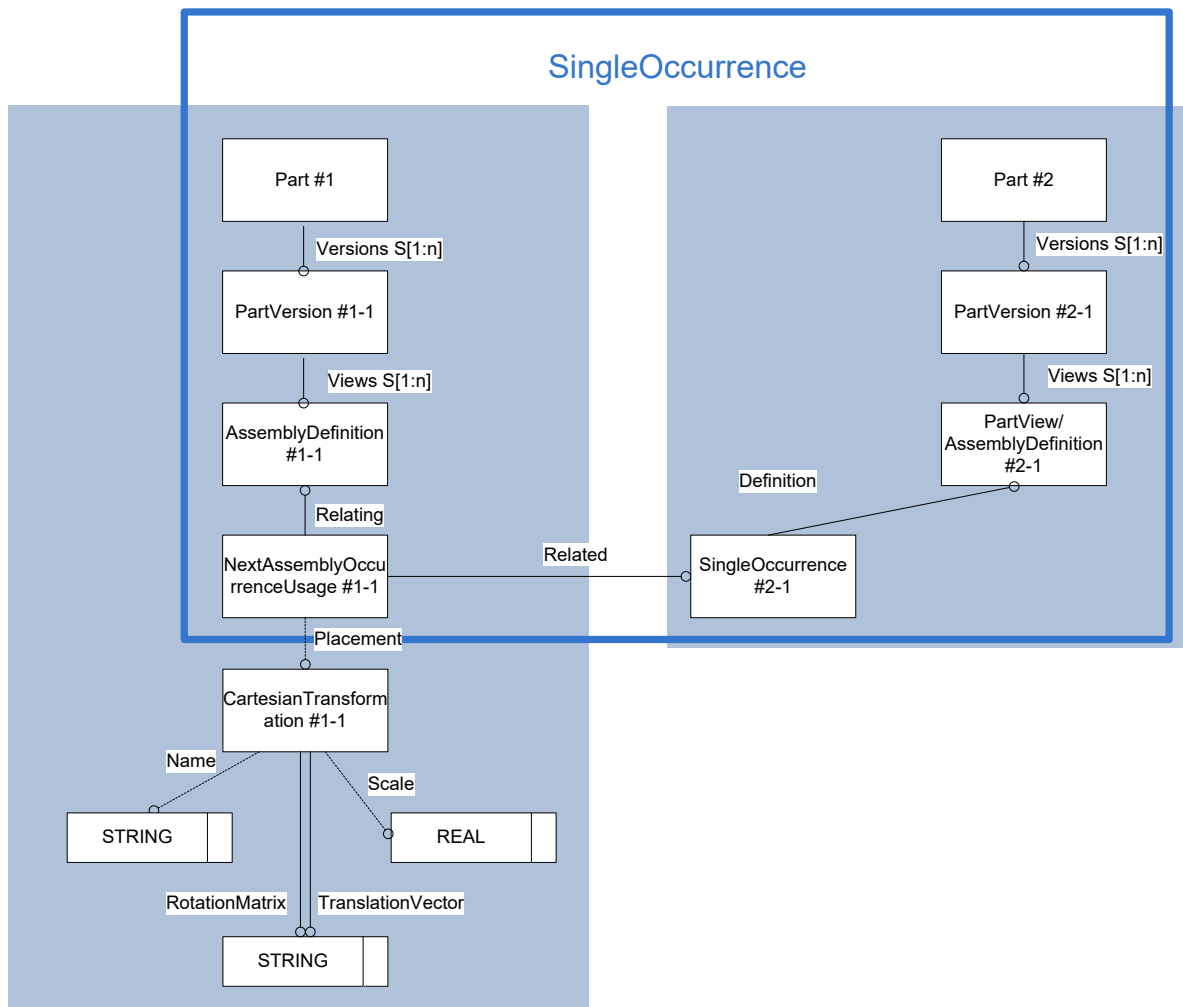 SingleOccurrence
Part #1
Part #2
Versions S[1:n]
Versions S[1:n]
PartVersion #1-1
PartVersion #2-1
Views S[1:n]
Views S[1:n]
AssemblyDefinition
#1-1
PartView/
AssemblyDefinition
#2-1
Definition
Relating
Related
NextAssemblyOccu
rrenceUsage #1-1
SingleOccurrence
#2-1
Placement
CartesianTransform
ation #1-1
Name
Scale
STRING
REAL
RotationMatrix
TranslationVector
STRING